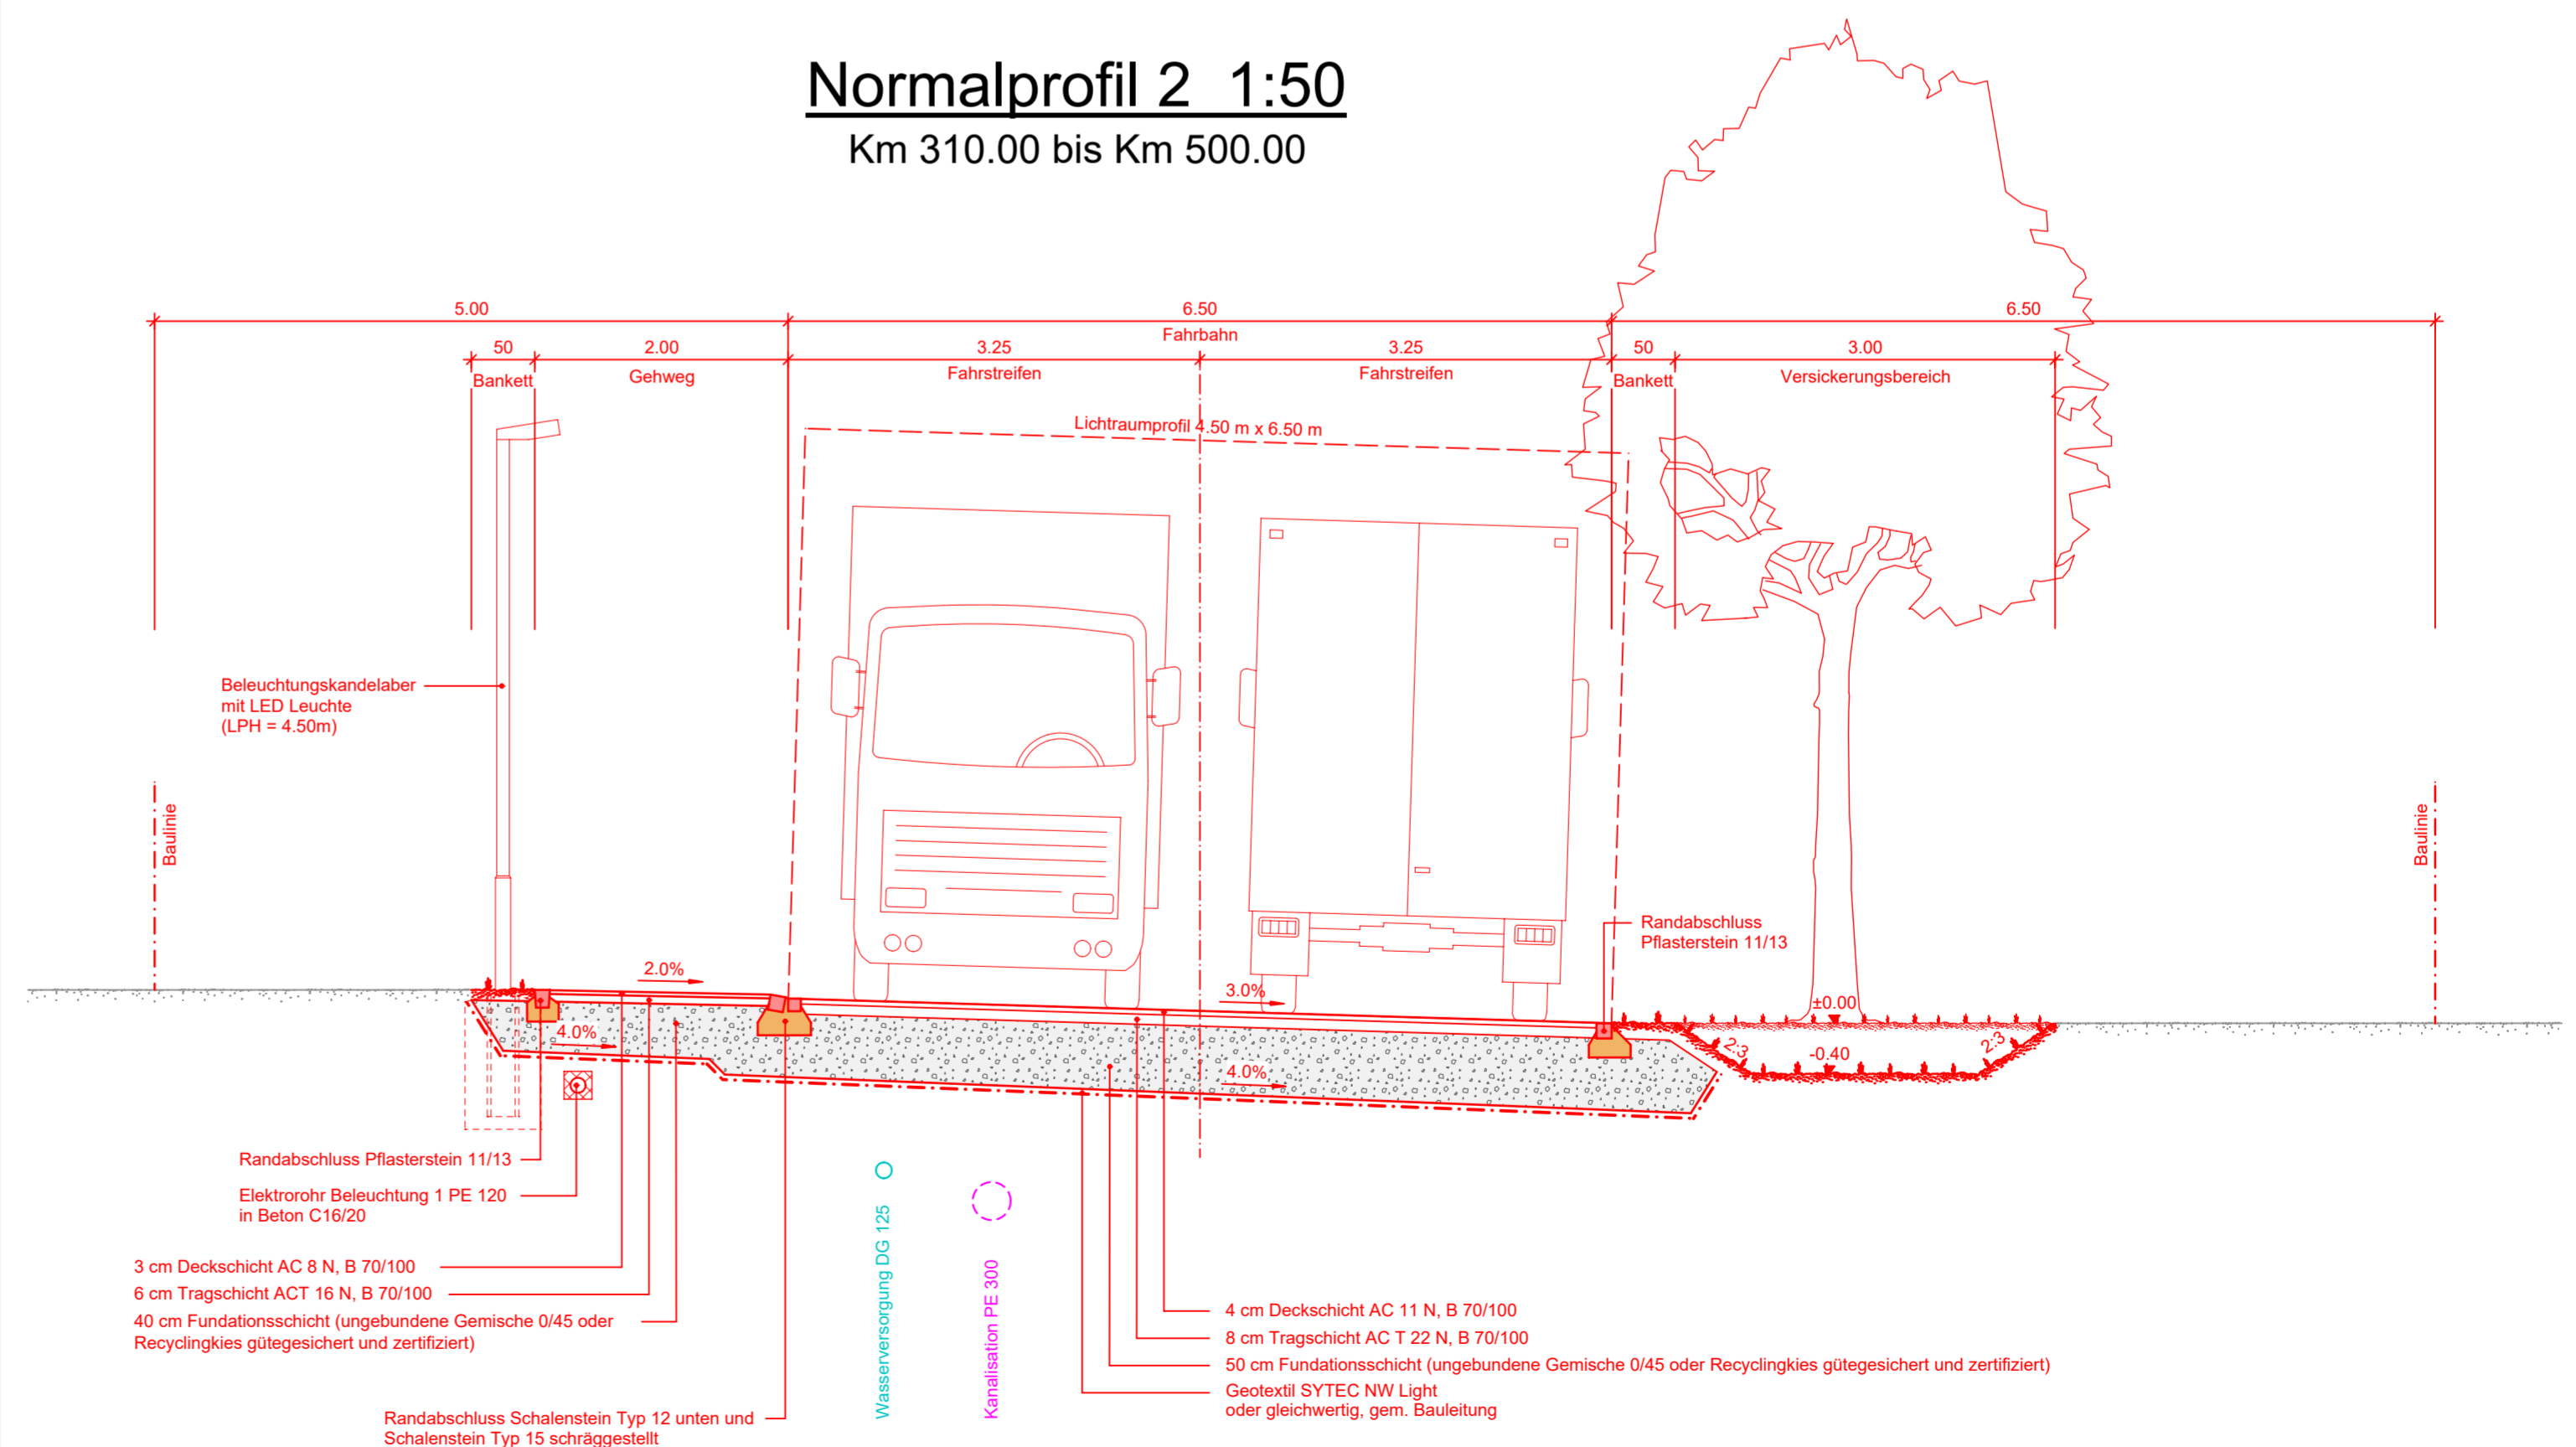 Normalprofil 2 1:50
Km 310.00 bis Km 500.00
5.00
6.50
6.50
Fahrbahn
50
2.00
3.25
3.25
50
3.00
Bankett
Gehweg
Fahrstreifen
Fahrstreifen
Bankett
Versickerungsbereich
Lichtraumprofil 4.50 m x 6.50 m
Beleuchtungskandelaber
mit LED Leuchte
(LPH = 4.50m)
Baulinie
Baulinie
Randabschluss
Pflasterstein 11/13
2.0%
3.0%
±0.00
4.0%
2:3
-0.40
2:3
4.0%
Randabschluss Pflasterstein 11/13
Elektrorohr Beleuchtung 1 PE 120
in Beton C16/20
3 cm Deckschicht AC 8 N, B 70/100
6 cm Tragschicht ACT 16 N, B 70/100
40 cm Fundationsschicht (ungebundene Gemische 0/45 oder
Recyclingkies gütegesichert und zertifiziert)
Randabschluss Schalenstein Typ 12 unten und
Schalenstein Typ 15 schräggestellt
Wasserversorgung DG 125
Kanalisation PE 300
4 cm Deckschicht AC 11 N, B 70/100
8 cm Tragschicht AC T 22 N, B 70/100
50 cm Fundationsschicht (ungebundene Gemische 0/45 oder Recyclingkies gütegesichert und zertifiziert)
Geotextil SYTEC NW Light
oder gleichwertig, gem. Bauleitung